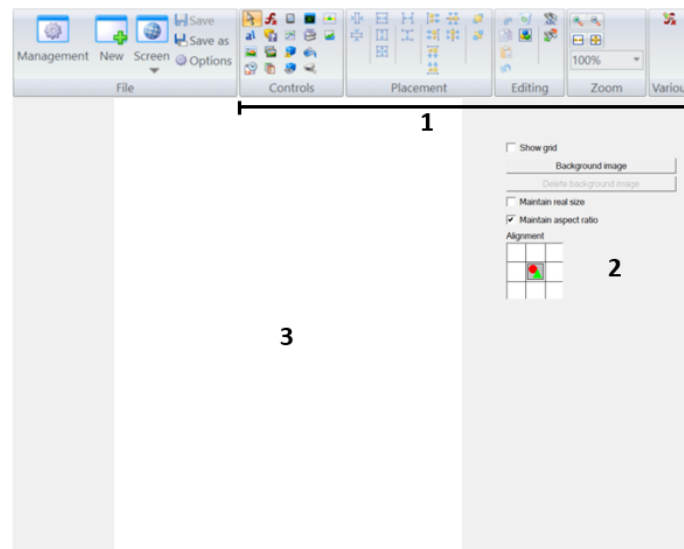 Management
New
Screen
Save
Save as
Options
File
Controls
Placement
Editing
100%
Zoom
Variou
1
Show grid
Background image
Delete background image
Maintain real size
Maintain aspect ratio
Alignment
2
3